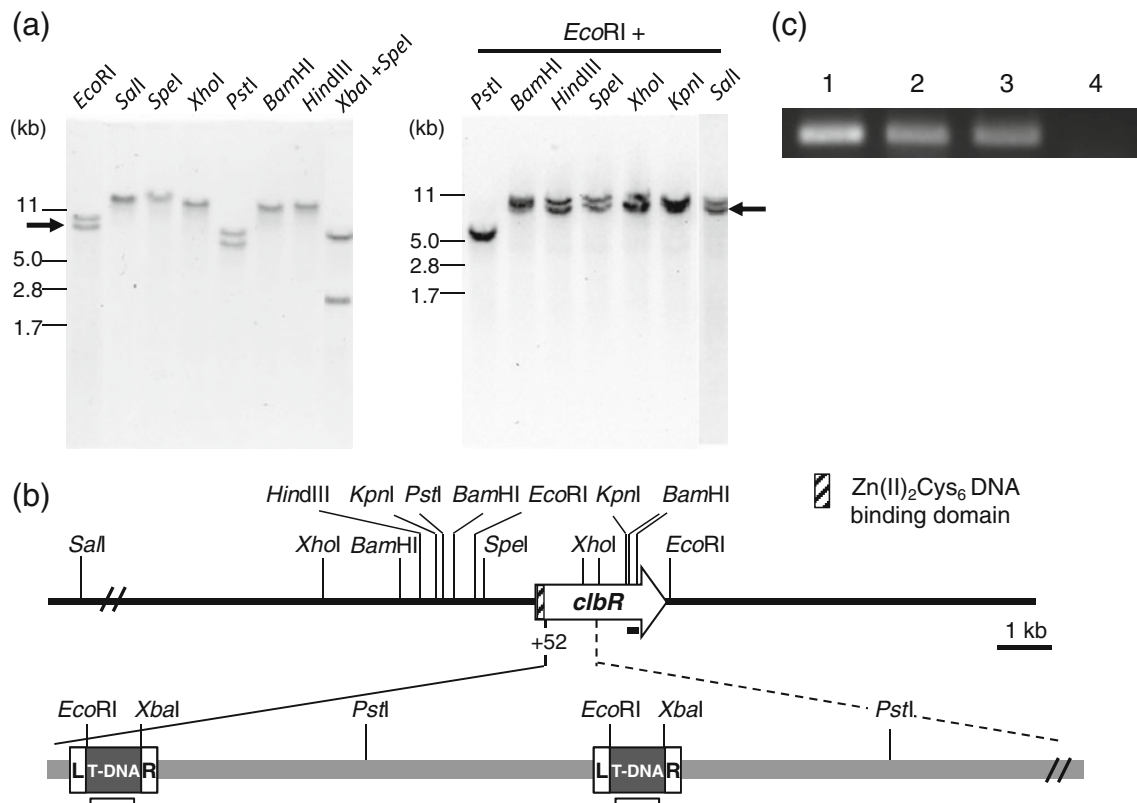 (a)
EcoRI
SalI
SpeI
XhoI
PstI
BamHI
HindIII
XbaI +SpeI
(kb)
11
5.0
2.8
1.7
EcoRI +
PstI
BamHI
HindIII
SpeI
XhoI
KpnI
SalI
(kb)
11
5.0
2.8
1.7
(c)
1 2 3 4
(b)
HindIII KpnI PstI BamHI EcoRI KpnI BamHI
SalI XhoI BamHI SpeI XhoI EcoRI
Zn(II)₂Cys₆ DNA
binding domain
clbR
+52
1 kb
EcoRI XbaI PstI EcoRI XbaI PstI
L T-DNA R L T-DNA R